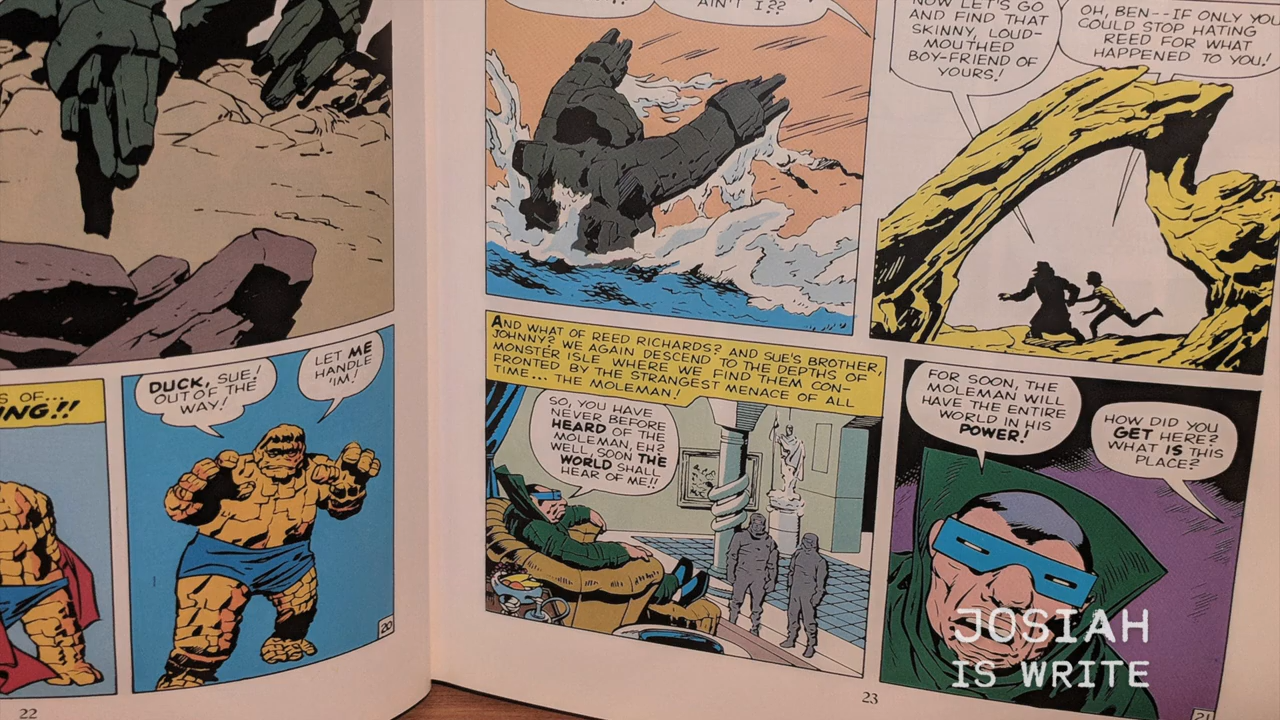 S OF...
ING!!
DUCK, SUE!
OUT OF THE
WAY!
LET ME
HANDLE
'IM!
20
22
AIN'T I??
NOW LET'S GO
AND FIND THAT
SKINNY, LOUD-
MOUTHED
BOY-FRIEND OF
YOURS!
OH, BEN--IF ONLY YOU
COULD STOP HATING
REED FOR WHAT
HAPPENED TO YOU!
AND WHAT OF REED RICHARDS? AND SUE'S BROTHER,
JOHNNY? WE AGAIN DESCEND TO THE DEPTHS OF
MONSTER ISLE WHERE WE FIND THEM CON-
FRONTED BY THE STRANGEST MENACE OF ALL
TIME... THE MOLEMAN!
SO, YOU HAVE
NEVER BEFORE
HEARD OF THE
MOLEMAN, EH?
WELL, SOON THE
WORLD SHALL
HEAR OF ME!!
FOR SOON, THE
MOLEMAN WILL
HAVE THE ENTIRE
WORLD IN HIS
POWER!
HOW DID YOU
GET HERE?
WHAT IS THIS
PLACE?
21
23
JOSIAH
IS WRITE